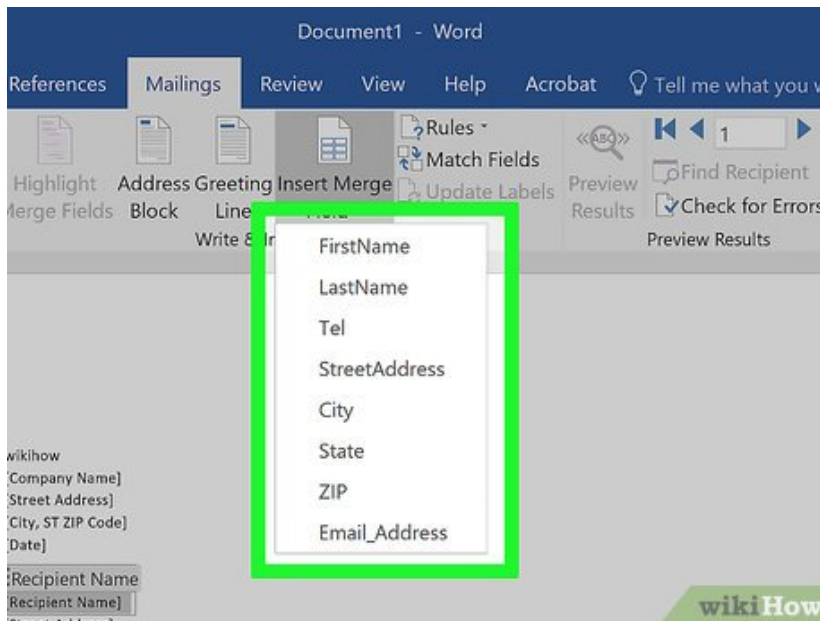 Document1 - Word
References Mailings Review View Help Acrobat Tell me what you
Highlight Merge Fields
Address Block
Greeting Line
Insert Merge Field
Rules
Match Fields
Update Labels
«ABC»
Preview Results
1
Find Recipient
Check for Errors
Write &
Preview Results
FirstName
LastName
Tel
StreetAddress
City
State
ZIP
Email_Address
wikihow
[Company Name]
[Street Address]
[City, ST ZIP Code]
[Date]
Recipient Name
[Recipient Name]
wikiHow